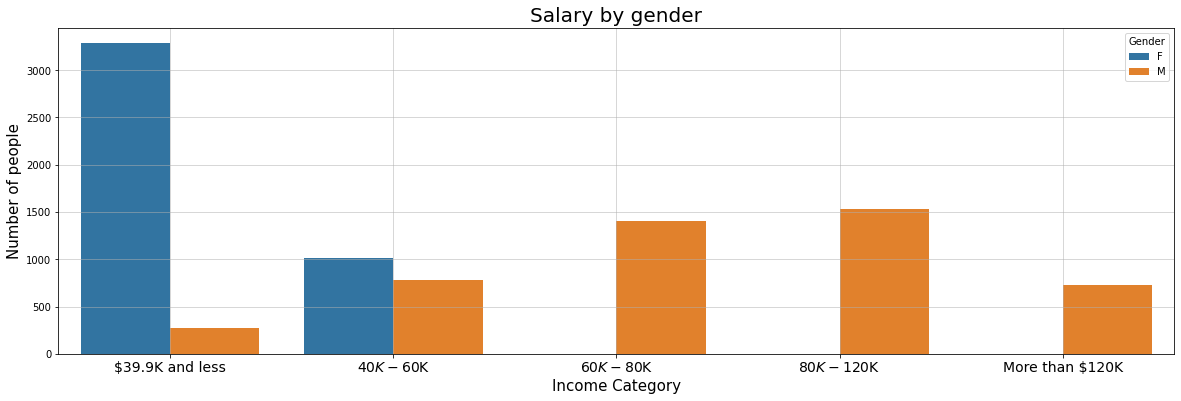 Salary by gender
Gender
F
M
Number of people
3000
2500
2000
1500
1000
500
0
$39.9K and less
40K − 60K
60K − 80K
80K − 120K
More than $120K
Income Category